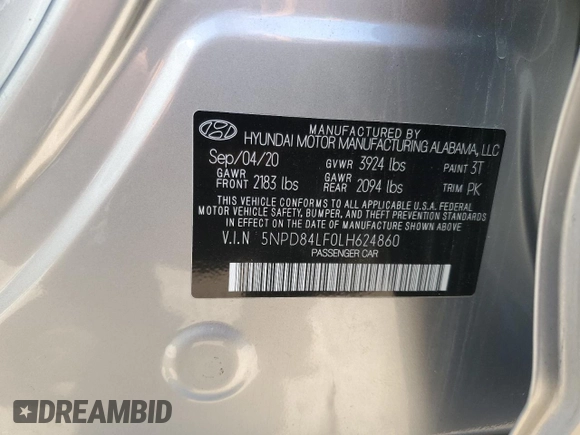 MANUFACTURED BY
HYUNDAI MOTOR MANUFACTURING ALABAMA, LLC
Sep/04/20 GVWR 3924 lbs PAINT 3T
GAWR FRONT 2183 lbs GAWR REAR 2094 lbs TRIM PK
THIS VEHICLE CONFORMS TO ALL APPLICABLE U.S.A. FEDERAL
MOTOR VEHICLE SAFETY, BUMPER, AND THEFT PREVENTION
STANDARDS IN EFFECT ON THE DATE OF MANUFACTURE SHOWN ABOVE
V.I.N 5NPD84LF0LH624860
PASSENGER CAR
DREAMBID